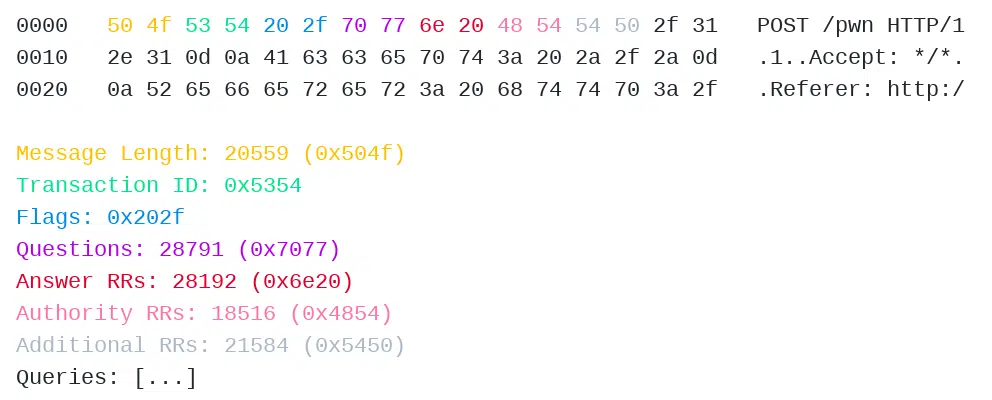 0000   50 4f 53 54 20 2f 70 77 6e 20 48 54 54 50 2f 31   POST /pwn HTTP/1
0010   2e 31 0d 0a 41 63 63 65 70 74 3a 20 2a 2f 2a 0d   .1..Accept: */*.
0020   0a 52 65 66 65 72 65 72 3a 20 68 74 74 70 3a 2f   .Referer: http:/
Message Length: 20559 (0x504f)
Transaction ID: 0x5354
Flags: 0x202f
Questions: 28791 (0x7077)
Answer RRs: 28192 (0x6e20)
Authority RRs: 18516 (0x4854)
Additional RRs: 21584 (0x5450)
Queries: [...]